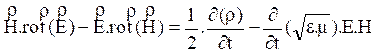 ρ⃗H.rot(ρ⃗E) − ρ⃗E.rot(ρ⃗H) = 1/2 . ∂(ρ)/∂t − ∂/∂t (√ε.μ).E.H